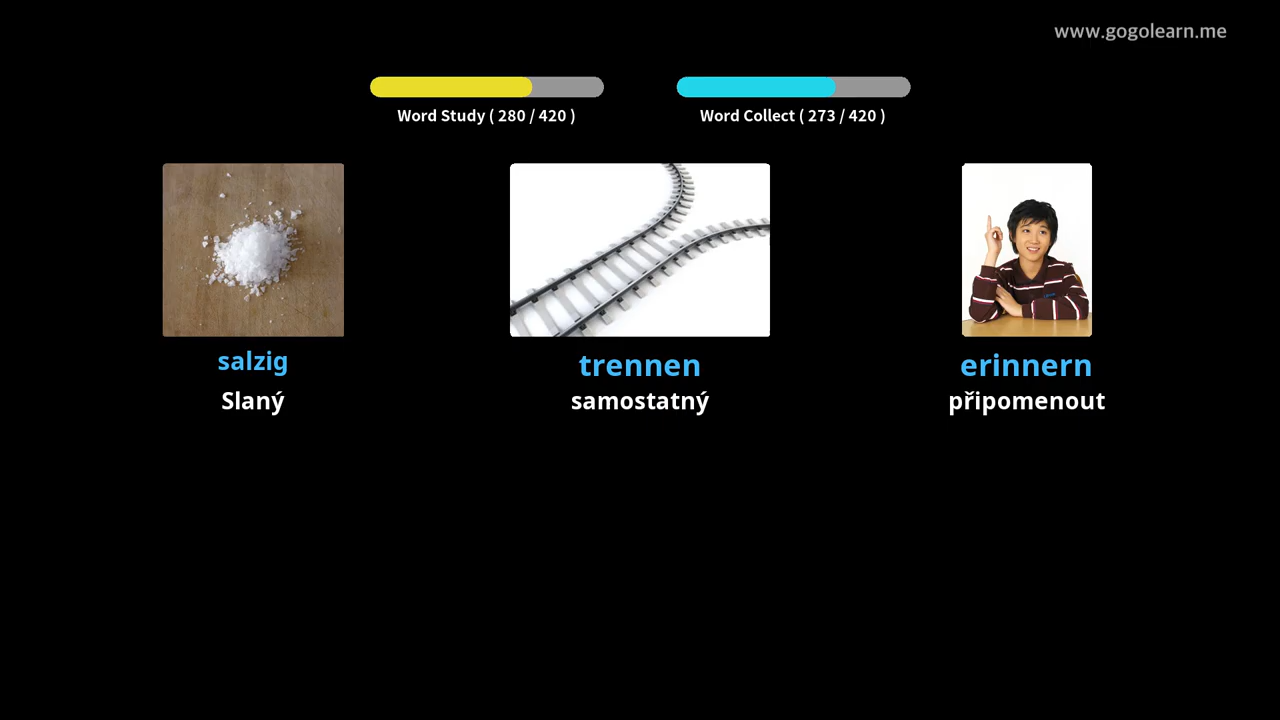 www.gogolearn.me
Word Study ( 280 / 420 )
Word Collect ( 273 / 420 )
salzig
trennen
erinnern
Slaný
samostatný
připomenout